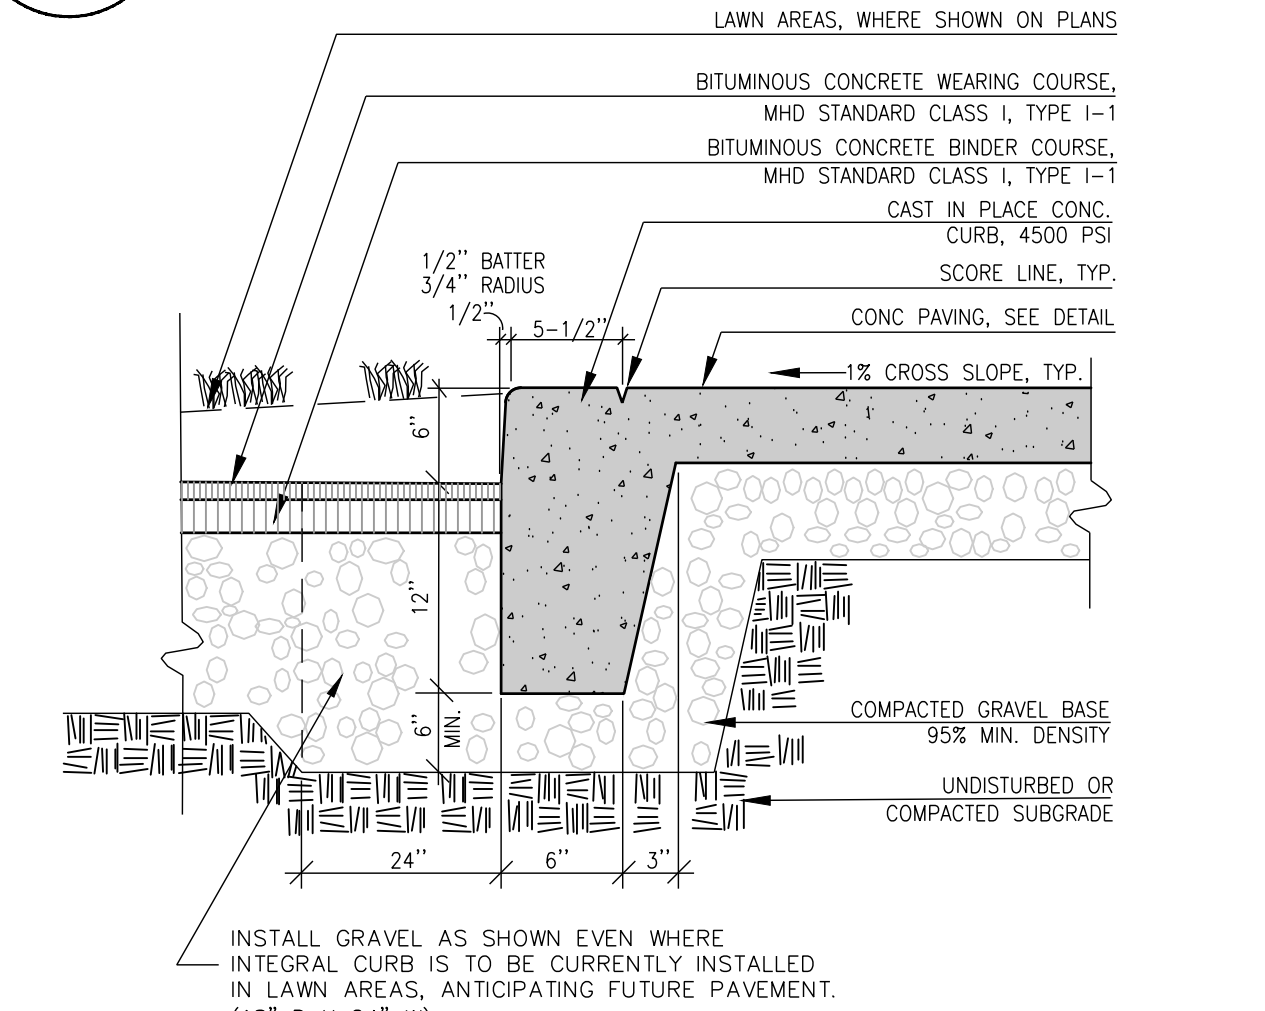 LAWN AREAS, WHERE SHOWN ON PLANS
BITUMINOUS CONCRETE WEARING COURSE,
MHD STANDARD CLASS I, TYPE I-1
BITUMINOUS CONCRETE BINDER COURSE,
MHD STANDARD CLASS I, TYPE I-1
CAST IN PLACE CONC.
CURB, 4500 PSI
1/2'' BATTER
3/4'' RADIUS
SCORE LINE, TYP.
1/2''
5-1/2''
CONC PAVING, SEE DETAIL
1% CROSS SLOPE, TYP.
6''
12''
6''
MIN.
COMPACTED GRAVEL BASE
95% MIN. DENSITY
UNDISTURBED OR
COMPACTED SUBGRADE
24''
6''
3''
INSTALL GRAVEL AS SHOWN EVEN WHERE
INTEGRAL CURB IS TO BE CURRENTLY INSTALLED
IN LAWN AREAS, ANTICIPATING FUTURE PAVEMENT.